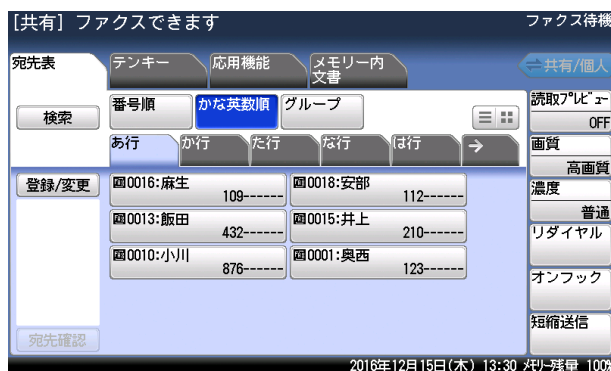 [共有] ファクスできます
ファクス待機
宛先表
テンキー
応用機能
メモリー内
文書
共有/個人
検索
番号順
かな英数順
グループ
読取ﾌﾟﾚﾋﾞｭｰ
OFF
あ行
か行
た行
な行
は行
→
画質
高画質
登録/変更
0016:麻生
109------
0018:安部
112------
濃度
普通
0013:飯田
432------
0015:井上
210------
リダイヤル
0010:小川
876------
0001:奥西
123------
オンフック
短縮送信
宛先確認
2016年12月15日(木) 13:30 ﾒﾓﾘｰ残量 100%